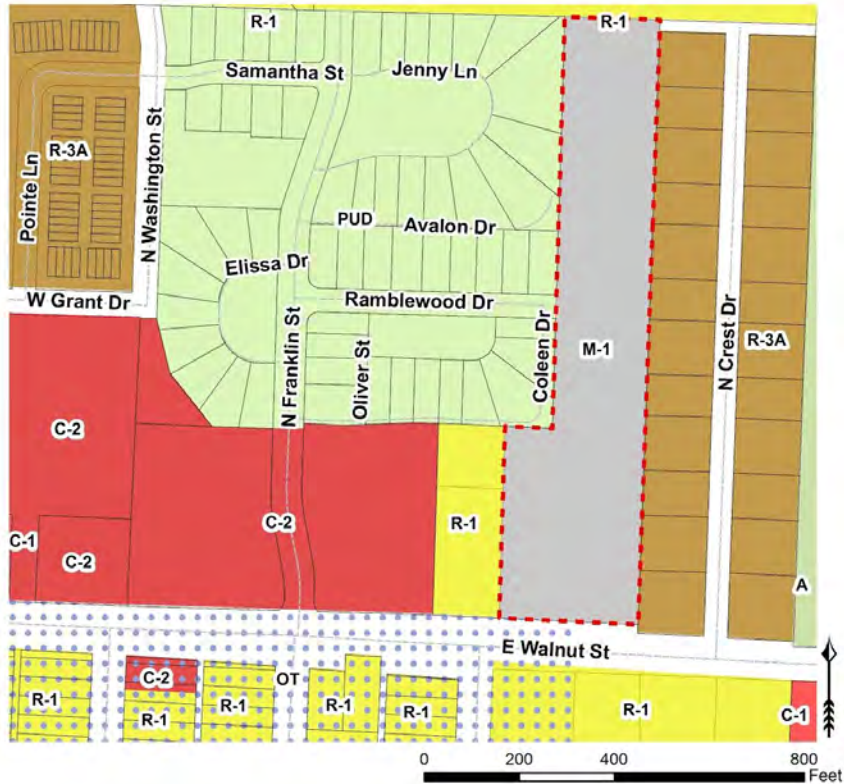 R-1
R-1
Samantha St
Jenny Ln
R-3A
Pointe Ln
N Washington St
PUD
Avalon Dr
Elissa Dr
W Grant Dr
Ramblewood Dr
N Franklin St
Oliver St
Coleen Dr
M-1
N Crest Dr
R-3A
C-2
C-2
R-1
C-1
C-2
A
E Walnut St
C-2
OT
R-1
R-1
R-1
R-1
R-1
R-1
C-1
0 200 400 800
Feet